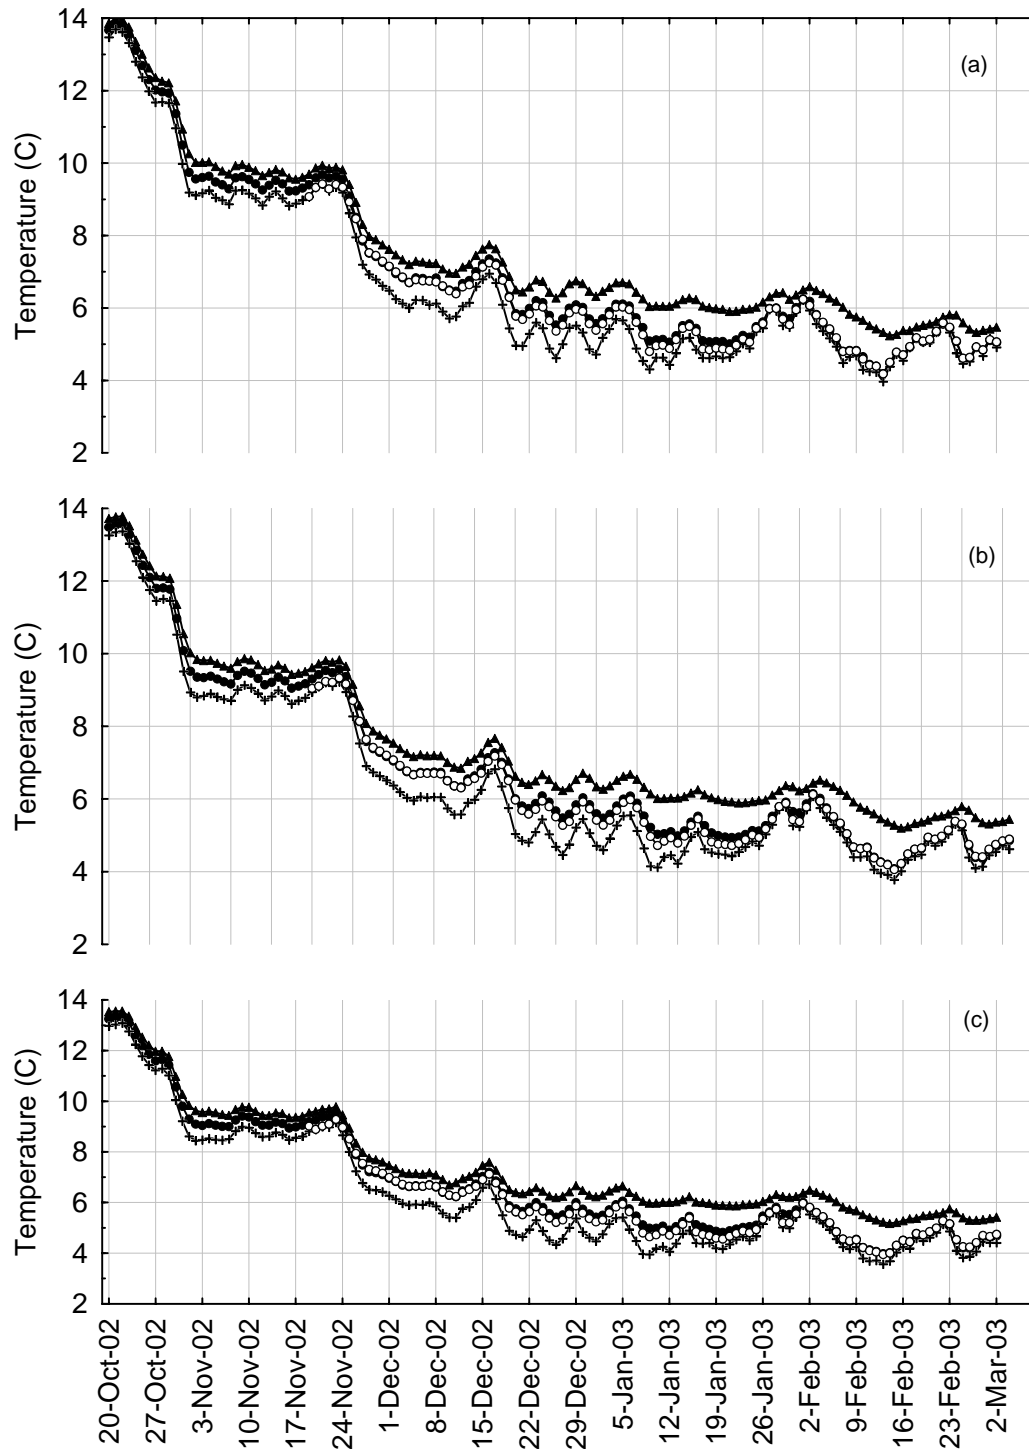 14
12
10
8
6
4
2
Temperature (C)
(a)
14
12
10
8
6
4
2
Temperature (C)
(b)
14
12
10
8
6
4
2
Temperature (C)
(c)
20-Oct-02
27-Oct-02
3-Nov-02
10-Nov-02
17-Nov-02
24-Nov-02
1-Dec-02
8-Dec-02
15-Dec-02
22-Dec-02
29-Dec-02
5-Jan-03
12-Jan-03
19-Jan-03
26-Jan-03
2-Feb-03
9-Feb-03
16-Feb-03
23-Feb-03
2-Mar-03